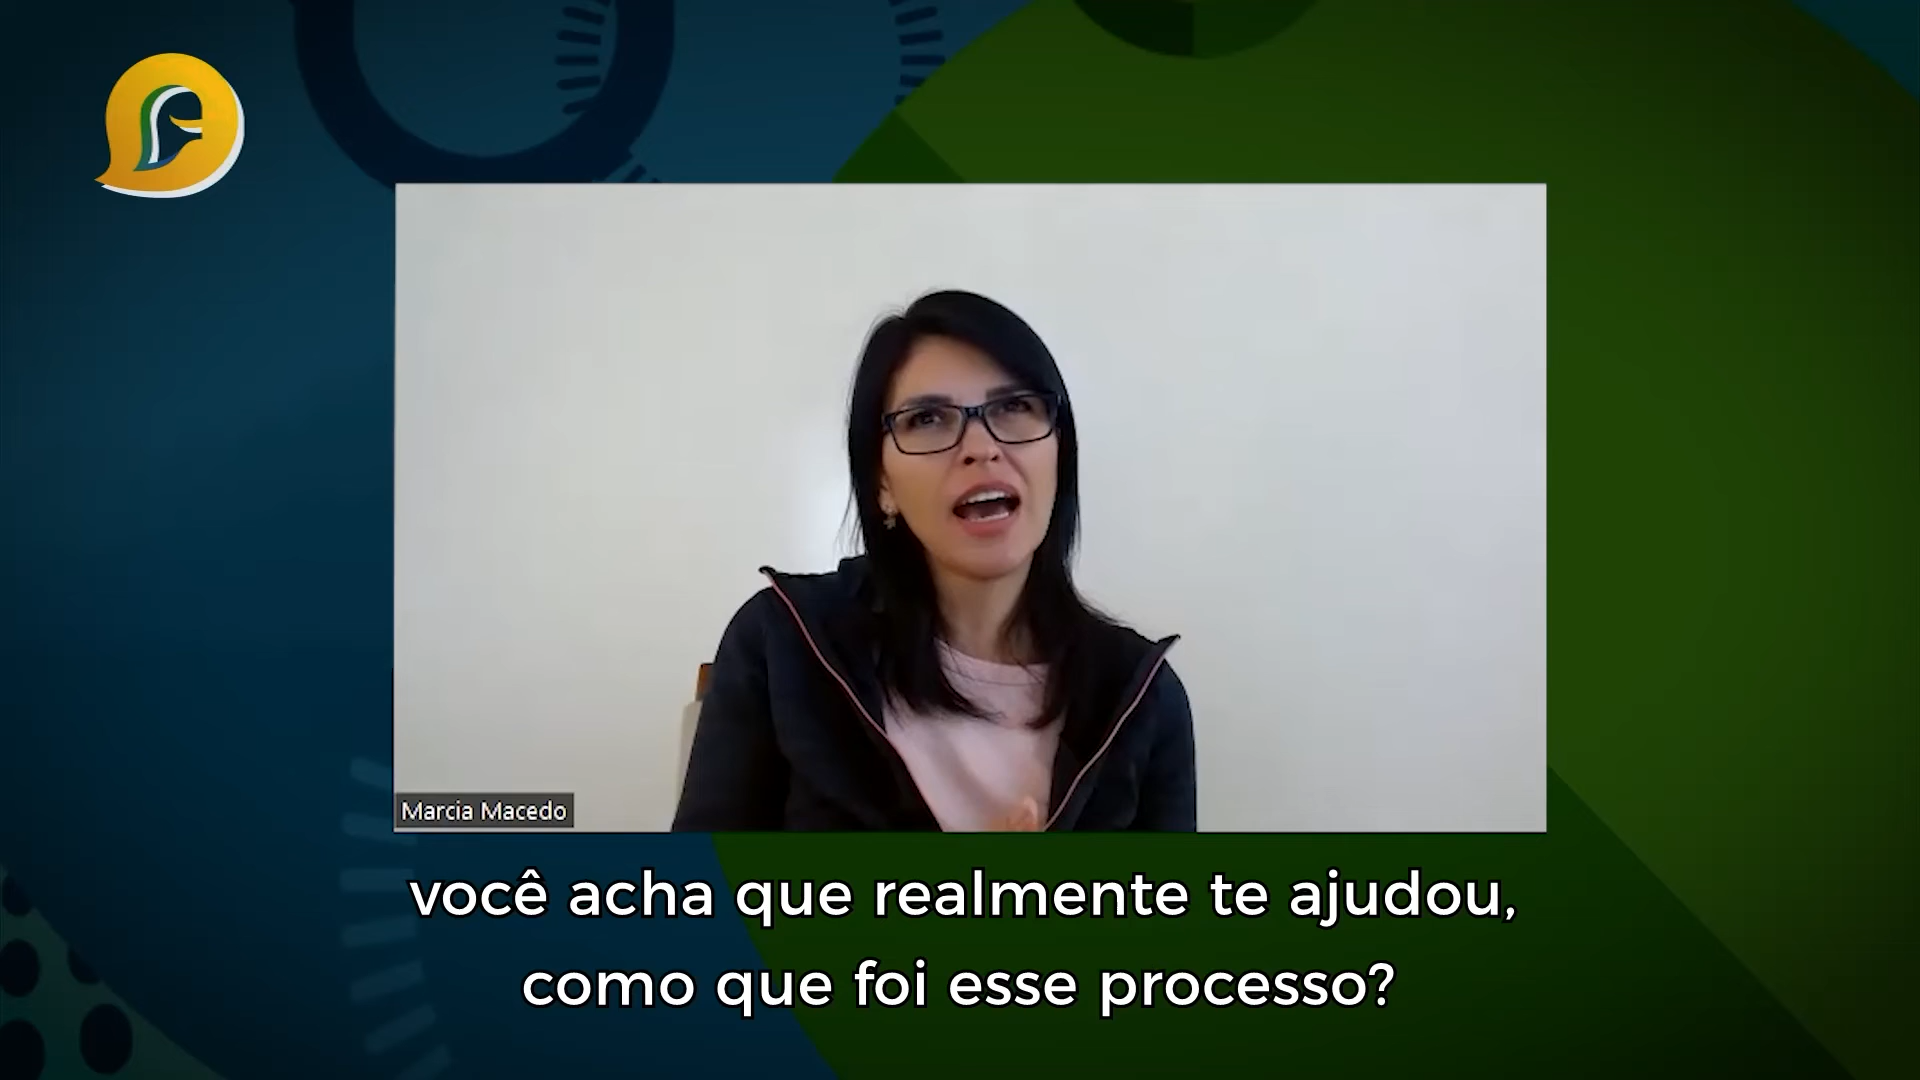 Marcia Macedo
você acha que realmente te ajudou,
como que foi esse processo?